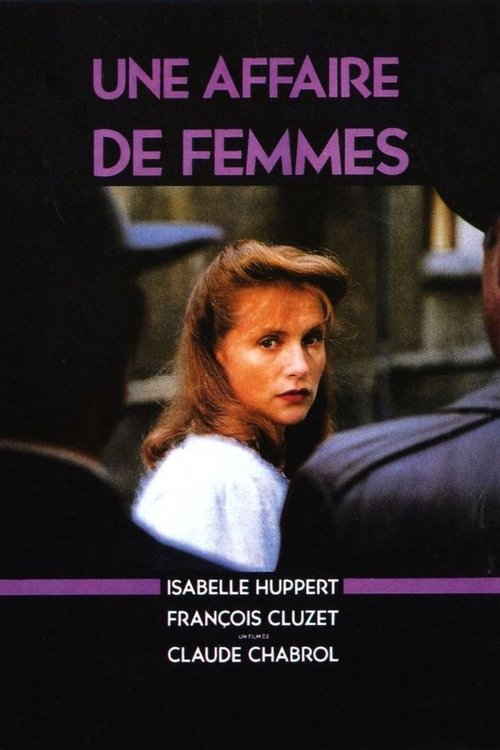 UNE AFFAIRE
DE FEMMES
ISABELLE HUPPERT
FRANÇOIS CLUZET
UN FILM DE
CLAUDE CHABROL